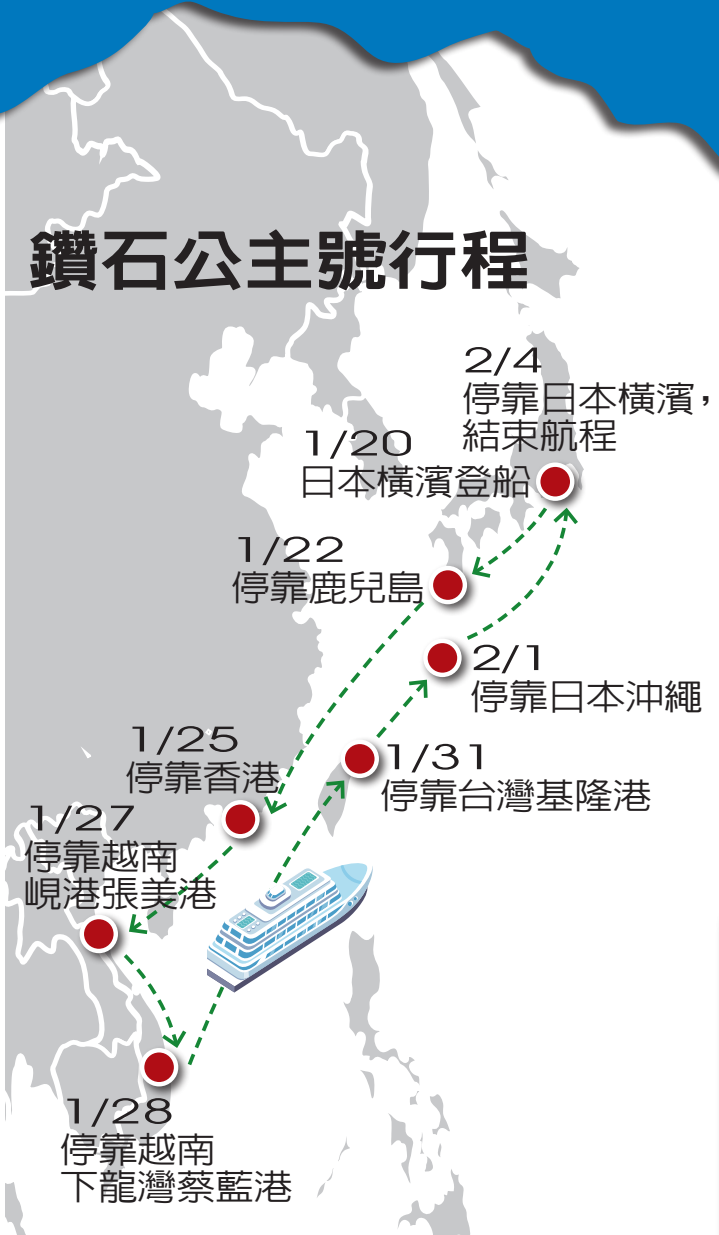 鑽石公主號行程
2/4
停靠日本橫濱，
結束航程
1/20
日本橫濱登船
1/22
停靠鹿兒島
2/1
停靠日本沖繩
1/25
停靠香港
1/31
停靠台灣基隆港
1/27
停靠越南
峴港張美港
1/28
停靠越南
下龍灣蔡藍港